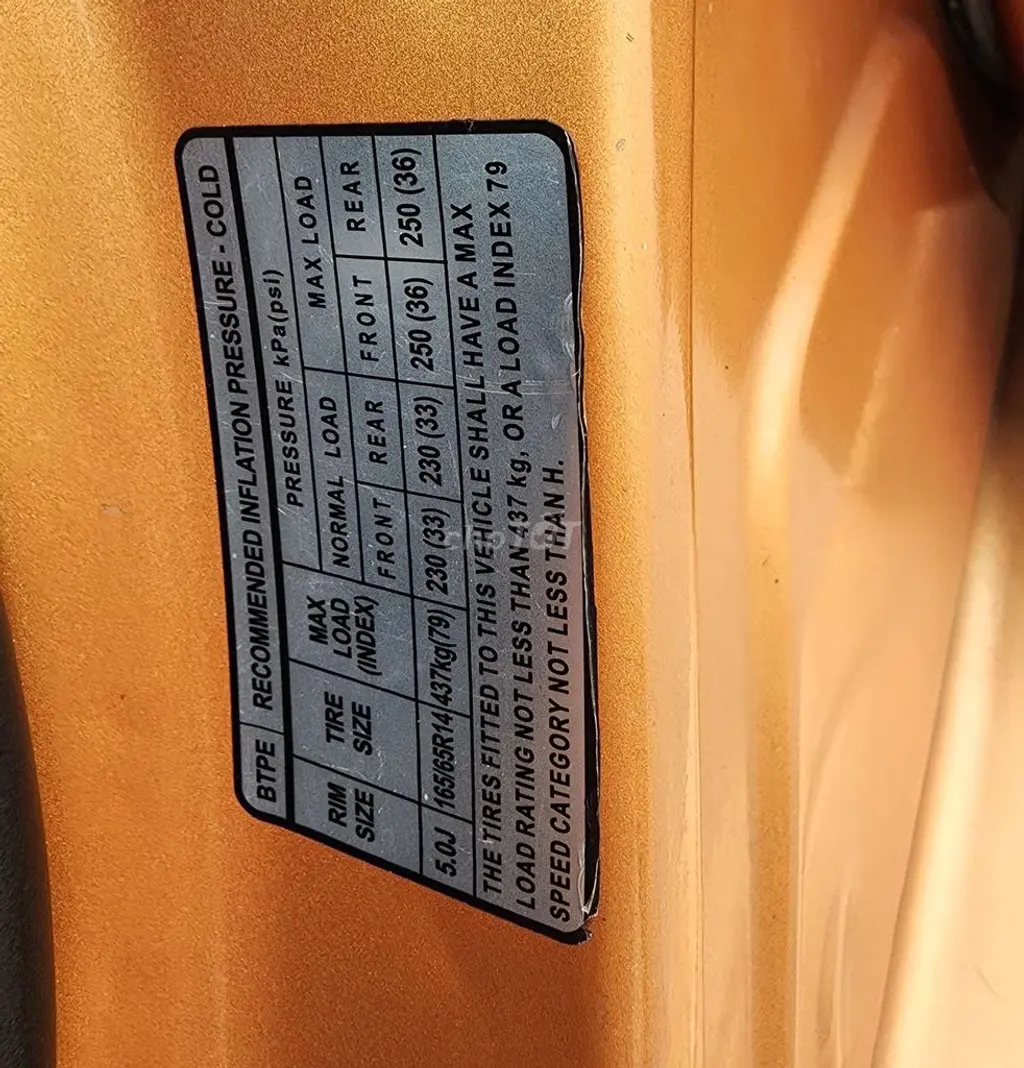 BTPE RECOMMENDED INFLATION PRESSURE - COLD
RIM SIZE TIRE SIZE MAX LOAD (INDEX) PRESSURE kPa(psi)
NORMAL LOAD MAX LOAD
FRONT REAR FRONT REAR
5.0J 165/65R14 437kg(79) 230 (33) 230 (33) 250 (36) 250 (36)
THE TIRES FITTED TO THIS VEHICLE SHALL HAVE A MAX
LOAD RATING NOT LESS THAN 437 kg, OR A LOAD INDEX 79
SPEED CATEGORY NOT LESS THAN H.